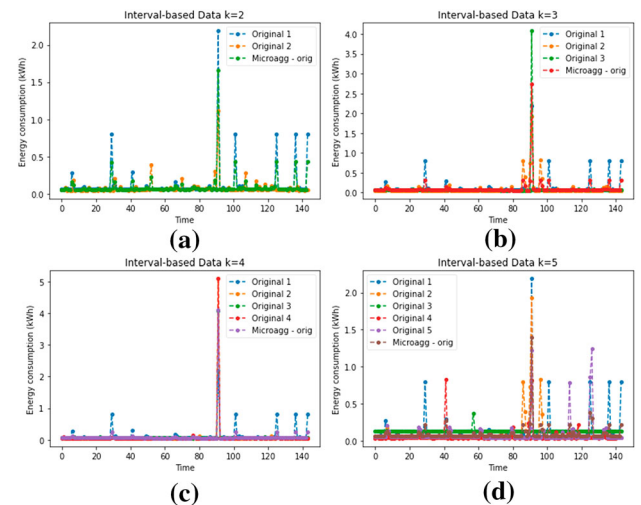 Interval-based Data k=2
Energy consumption (kWh)
2.0
1.5
1.0
0.5
0.0
0 20 40 60 80 100 120 140
Time
Original 1
Original 2
Microagg - orig
(a)
Interval-based Data k=3
Energy consumption (kWh)
4.0
3.5
3.0
2.5
2.0
1.5
1.0
0.5
0.0
0 20 40 60 80 100 120 140
Time
Original 1
Original 2
Original 3
Microagg - orig
(b)
Interval-based Data k=4
Energy consumption (kWh)
5
4
3
2
1
0
0 20 40 60 80 100 120 140
Time
Original 1
Original 2
Original 3
Original 4
Microagg - orig
(c)
Interval-based Data k=5
Energy consumption (kWh)
2.0
1.5
1.0
0.5
0.0
0 20 40 60 80 100 120 140
Time
Original 1
Original 2
Original 3
Original 4
Original 5
Microagg - orig
(d)